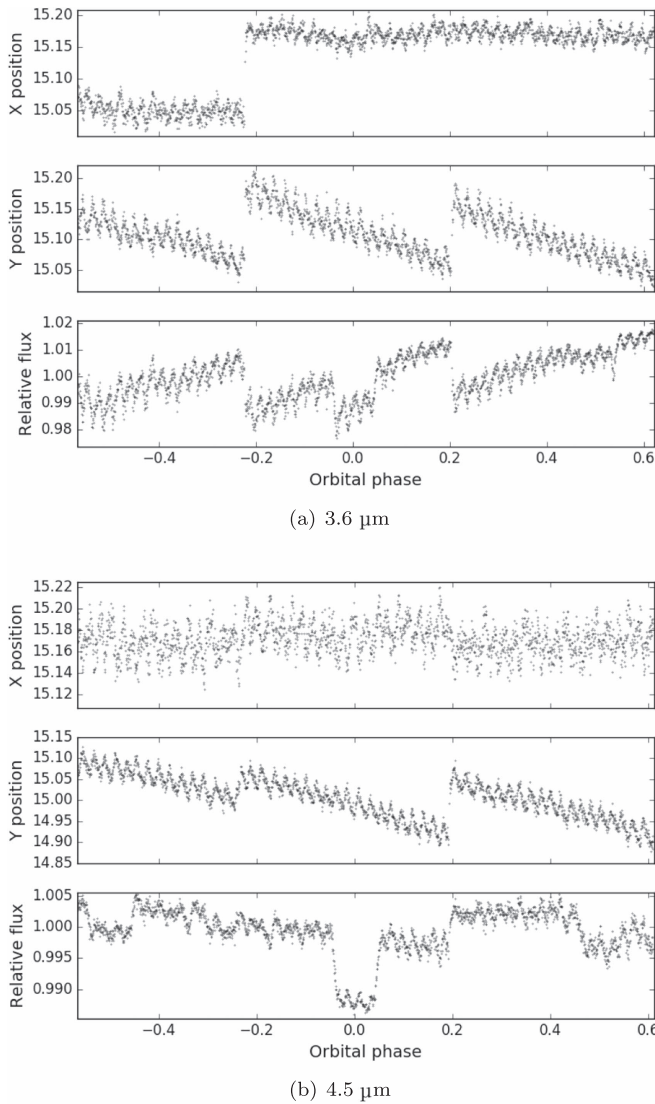 15.20
15.15
15.10
15.05
X position
15.20
15.15
15.10
15.05
Y position
1.02
1.01
1.00
0.99
0.98
Relative flux
−0.4 −0.2 0.0 0.2 0.4 0.6
Orbital phase
(a) 3.6 µm
15.22
15.20
15.18
15.16
15.14
15.12
X position
15.15
15.10
15.05
15.00
14.95
14.90
14.85
Y position
1.005
1.000
0.995
0.990
Relative flux
−0.4 −0.2 0.0 0.2 0.4 0.6
Orbital phase
(b) 4.5 µm